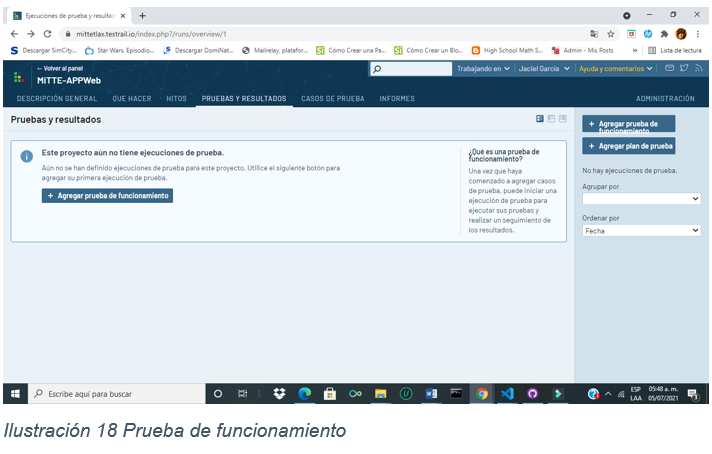 Ejecuciones de prueba y resultad
mittetlax.testrail.io/index.php?/runs/overview/1
Descargar SimCity...
Star Wars. Episodio...
Descargar DomiNat...
Mailrelay, platafor...
Cómo Crear una Pa...
Cómo Crear un Blo...
High School Math S...
Admin - Mis Posts
»
Lista de lectura
← Volver al panel
MiTTE-APPWeb
Trabajando en
Jaciel García
Ayuda y comentarios
DESCRIPCIÓN GENERAL
QUE HACER
HITOS
PRUEBAS Y RESULTADOS
CASOS DE PRUEBA
INFORMES
ADMINISTRACIÓN
Pruebas y resultados
Este proyecto aún no tiene ejecuciones de prueba.
Aún no se han definido ejecuciones de prueba para este proyecto. Utilice el siguiente botón para
agregar su primera ejecución de prueba.
+ Agregar prueba de funcionamiento
¿Qué es una prueba de
funcionamiento?
Una vez que haya
comenzado a agregar casos
de prueba, puede iniciar una
ejecución de prueba para
ejecutar sus pruebas y
realizar un seguimiento de
los resultados.
+ Agregar prueba de
funcionamiento
+ Agregar plan de prueba
No hay ejecuciones de prueba.
Agrupar por
Ordenar por
Fecha
Escribe aquí para buscar
ESP
LAA
05:48 a. m.
05/07/2021
Ilustración 18 Prueba de funcionamiento